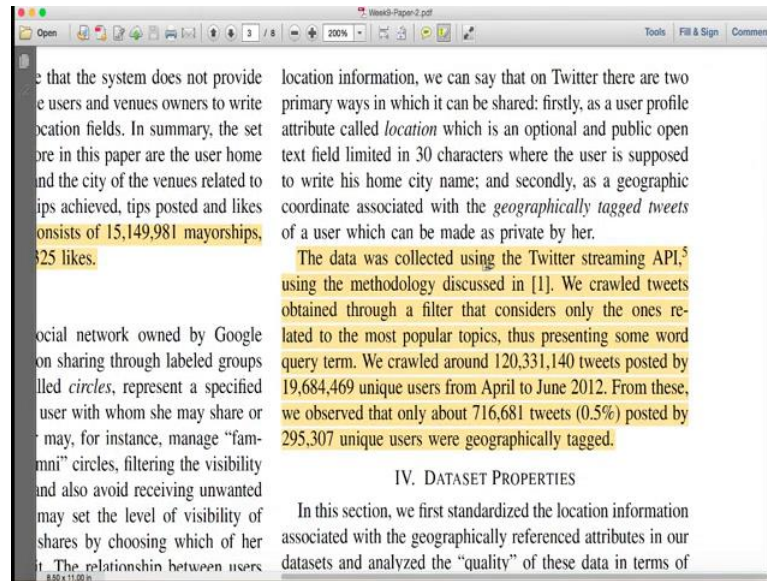 Week9-Paper-2.pdf
Open
3 / 8
200%
Tools Fill & Sign Commen
e that the system does not provide
e users and venues owners to write
ocation fields. In summary, the set
ore in this paper are the user home
nd the city of the venues related to
ips achieved, tips posted and likes
onsists of 15,149,981 mayorships,
325 likes.
ocial network owned by Google
on sharing through labeled groups
lled circles, represent a specified
user with whom she may share or
may, for instance, manage “fam-
mni” circles, filtering the visibility
and also avoid receiving unwanted
may set the level of visibility of
shares by choosing which of her
it. The relationship between users
8.50 x 11.00 in
location information, we can say that on Twitter there are two
primary ways in which it can be shared: firstly, as a user profile
attribute called location which is an optional and public open
text field limited in 30 characters where the user is supposed
to write his home city name; and secondly, as a geographic
coordinate associated with the geographically tagged tweets
of a user which can be made as private by her.
The data was collected using the Twitter streaming API,5
using the methodology discussed in [1]. We crawled tweets
obtained through a filter that considers only the ones re-
lated to the most popular topics, thus presenting some word
query term. We crawled around 120,331,140 tweets posted by
19,684,469 unique users from April to June 2012. From these,
we observed that only about 716,681 tweets (0.5%) posted by
295,307 unique users were geographically tagged.
IV. DATASET PROPERTIES
In this section, we first standardized the location information
associated with the geographically referenced attributes in our
datasets and analyzed the “quality” of these data in terms of